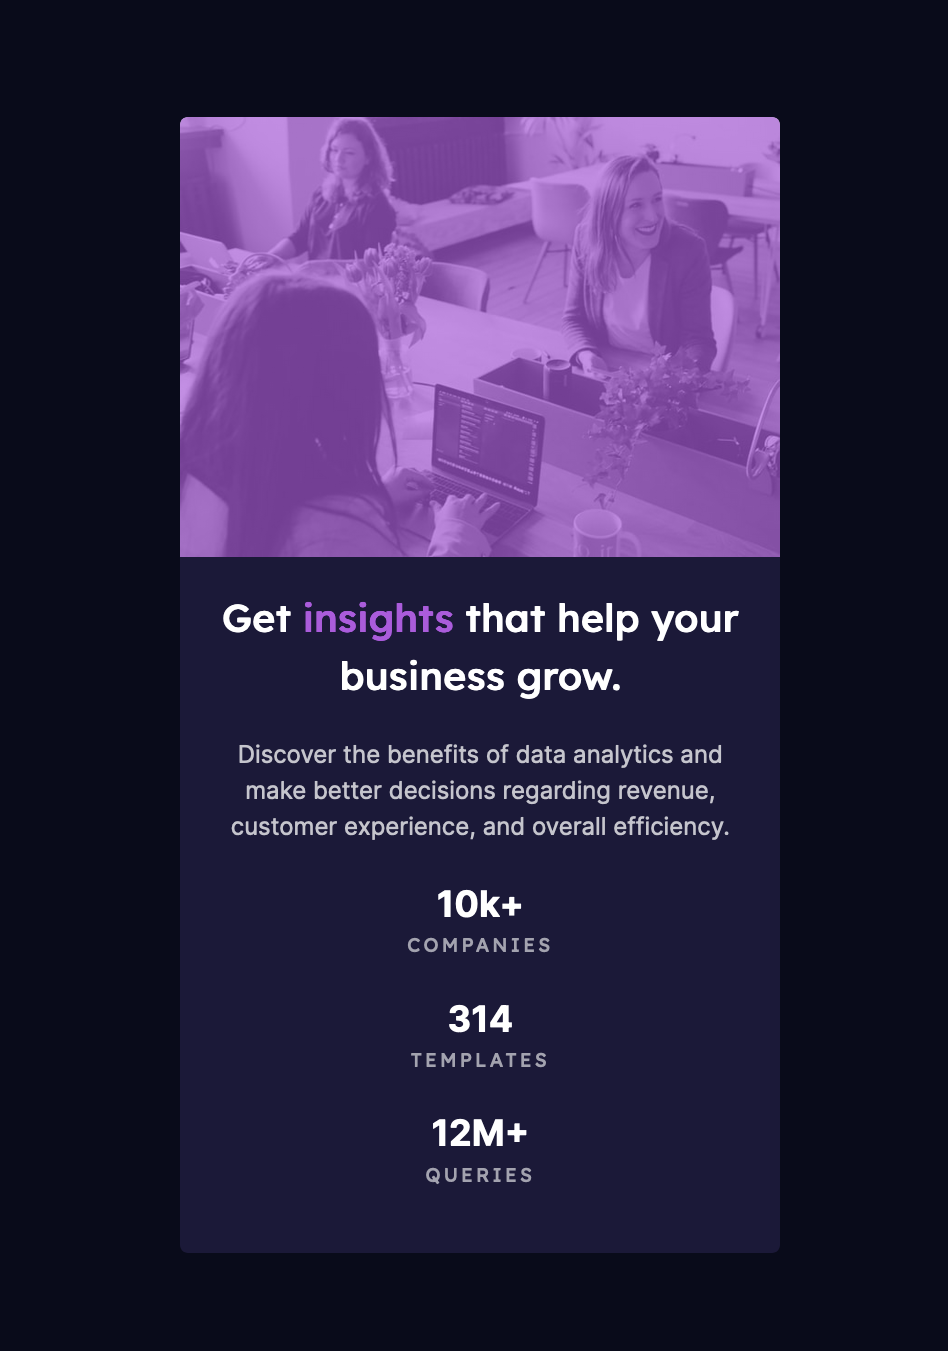 Get insights that help your
business grow.
Discover the benefits of data analytics and
make better decisions regarding revenue,
customer experience, and overall efficiency.
10k+
COMPANIES
314
TEMPLATES
12M+
QUERIES